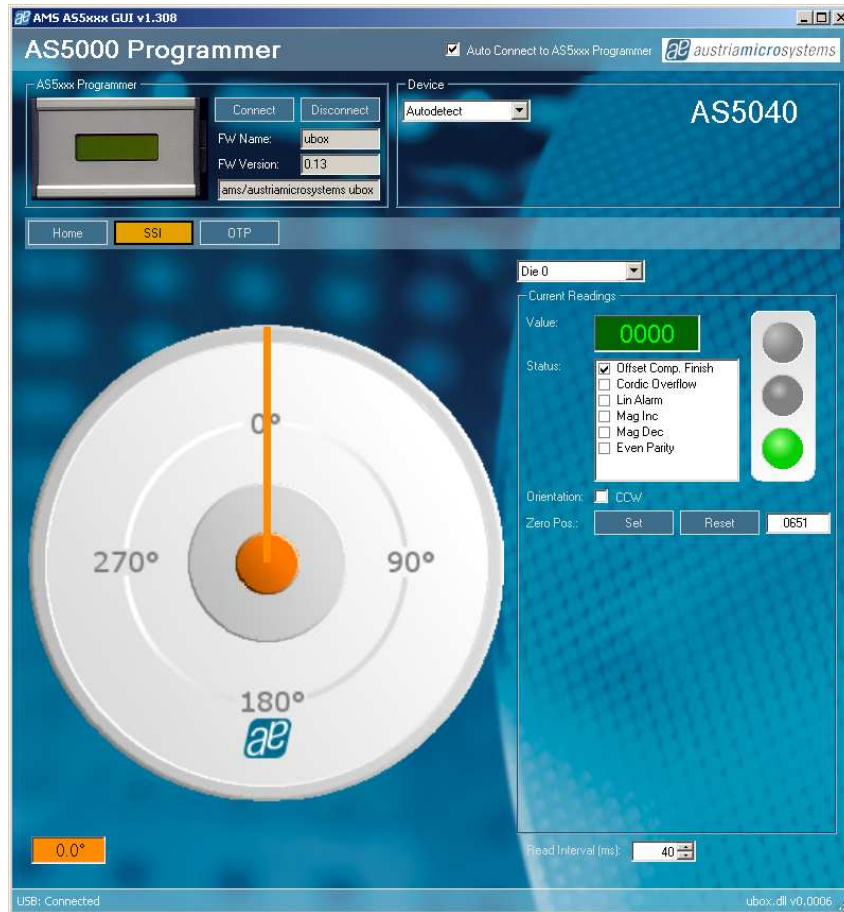 AMS AS5xxx GUI v1.308
AS5000 Programmer
Auto Connect to AS5xxx Programmer
austriamicrosystems
AS5xxx Programmer
Connect
Disconnect
FW Name:
ubox
FW Version:
0.13
ams/austriamicrosystems ubox
Device
Autodetect
AS5040
Home
SSI
OTP
Die 0
Current Readings
Value:
0000
Status:
Offset Comp. Finish
Cordic Overflow
Lin Alarm
Mag Inc
Mag Dec
Even Parity
Orientation:
CCW
Zero Pos.:
Set
Reset
0651
0°
270°
90°
180°
0.0°
Read Interval (ms):
40
USB: Connected
ubox.dll v0.0006